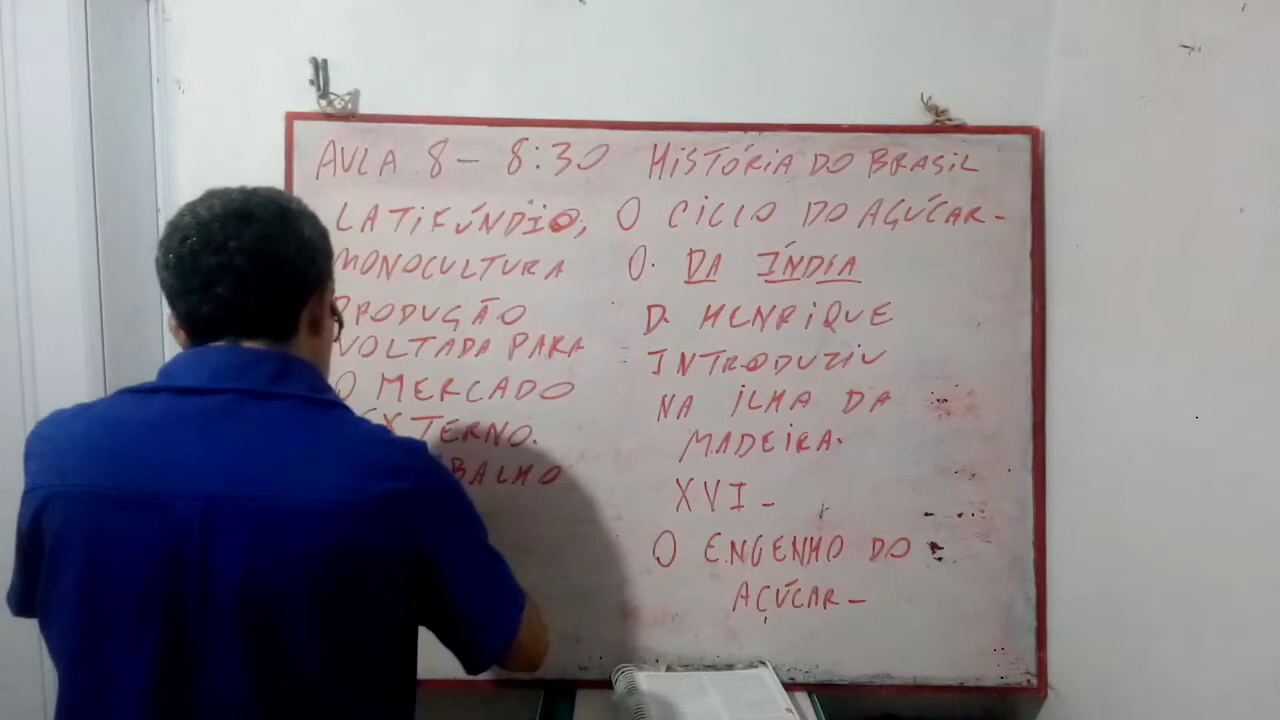 AULA 8 - 8:30 HISTÓRIA DO BRASIL
LATIFÚNDIO,
MONOCULTURA
PRODUÇÃO
VOLTADA PARA
O MERCADO
EXTERNO.
O CICLO DO AÇÚCAR-
O. DA ÍNDIA
D. HENRIQUE
INTRODUZIU
NA ILHA DA
MADEIRA.
XVI -
O ENGENHO DO
AÇÚCAR -